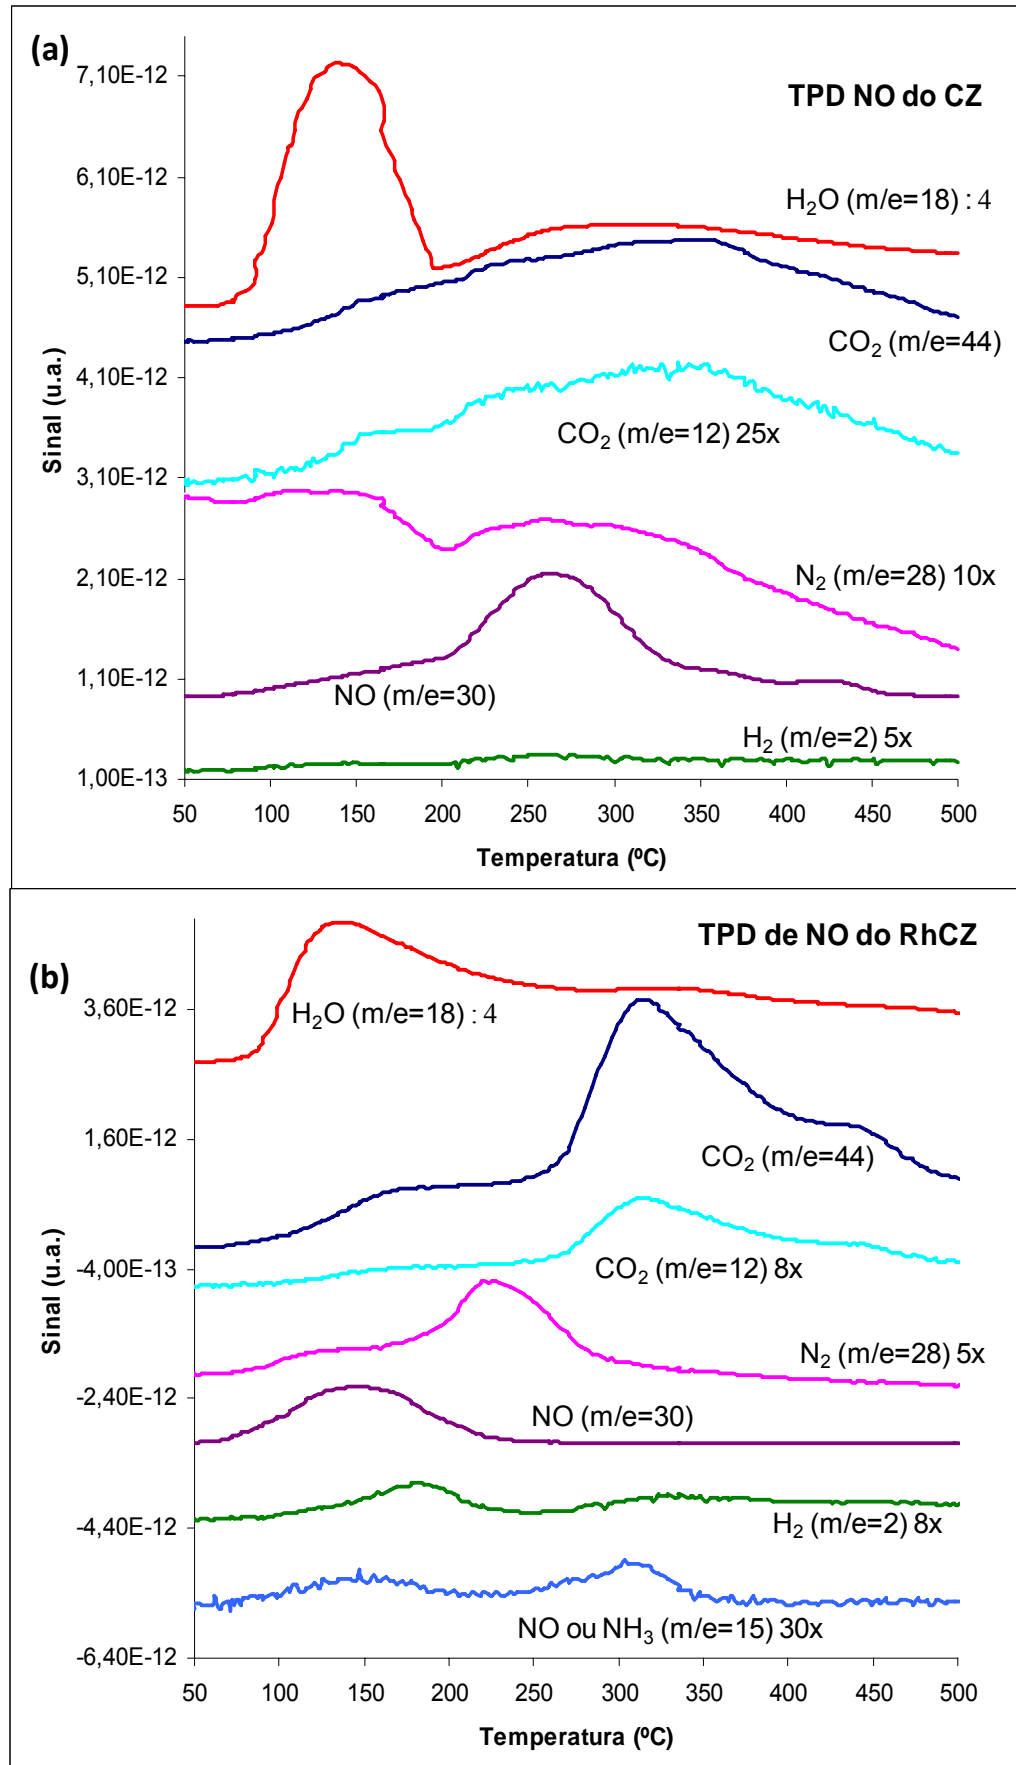 (a)
TPD NO do CZ
7,10E-12
6,10E-12
5,10E-12
4,10E-12
3,10E-12
2,10E-12
1,10E-12
1,00E-13
Sinal (u.a.)
H₂O (m/e=18) : 4
CO₂ (m/e=44)
CO₂ (m/e=12) 25x
N₂ (m/e=28) 10x
NO (m/e=30)
H₂ (m/e=2) 5x
50 100 150 200 250 300 350 400 450 500
Temperatura (ºC)
(b)
TPD de NO do RhCZ
3,60E-12
1,60E-12
-4,00E-13
-2,40E-12
-4,40E-12
-6,40E-12
Sinal (u.a.)
H₂O (m/e=18) : 4
CO₂ (m/e=44)
CO₂ (m/e=12) 8x
N₂ (m/e=28) 5x
NO (m/e=30)
H₂ (m/e=2) 8x
NO ou NH₃ (m/e=15) 30x
50 100 150 200 250 300 350 400 450 500
Temperatura (ºC)